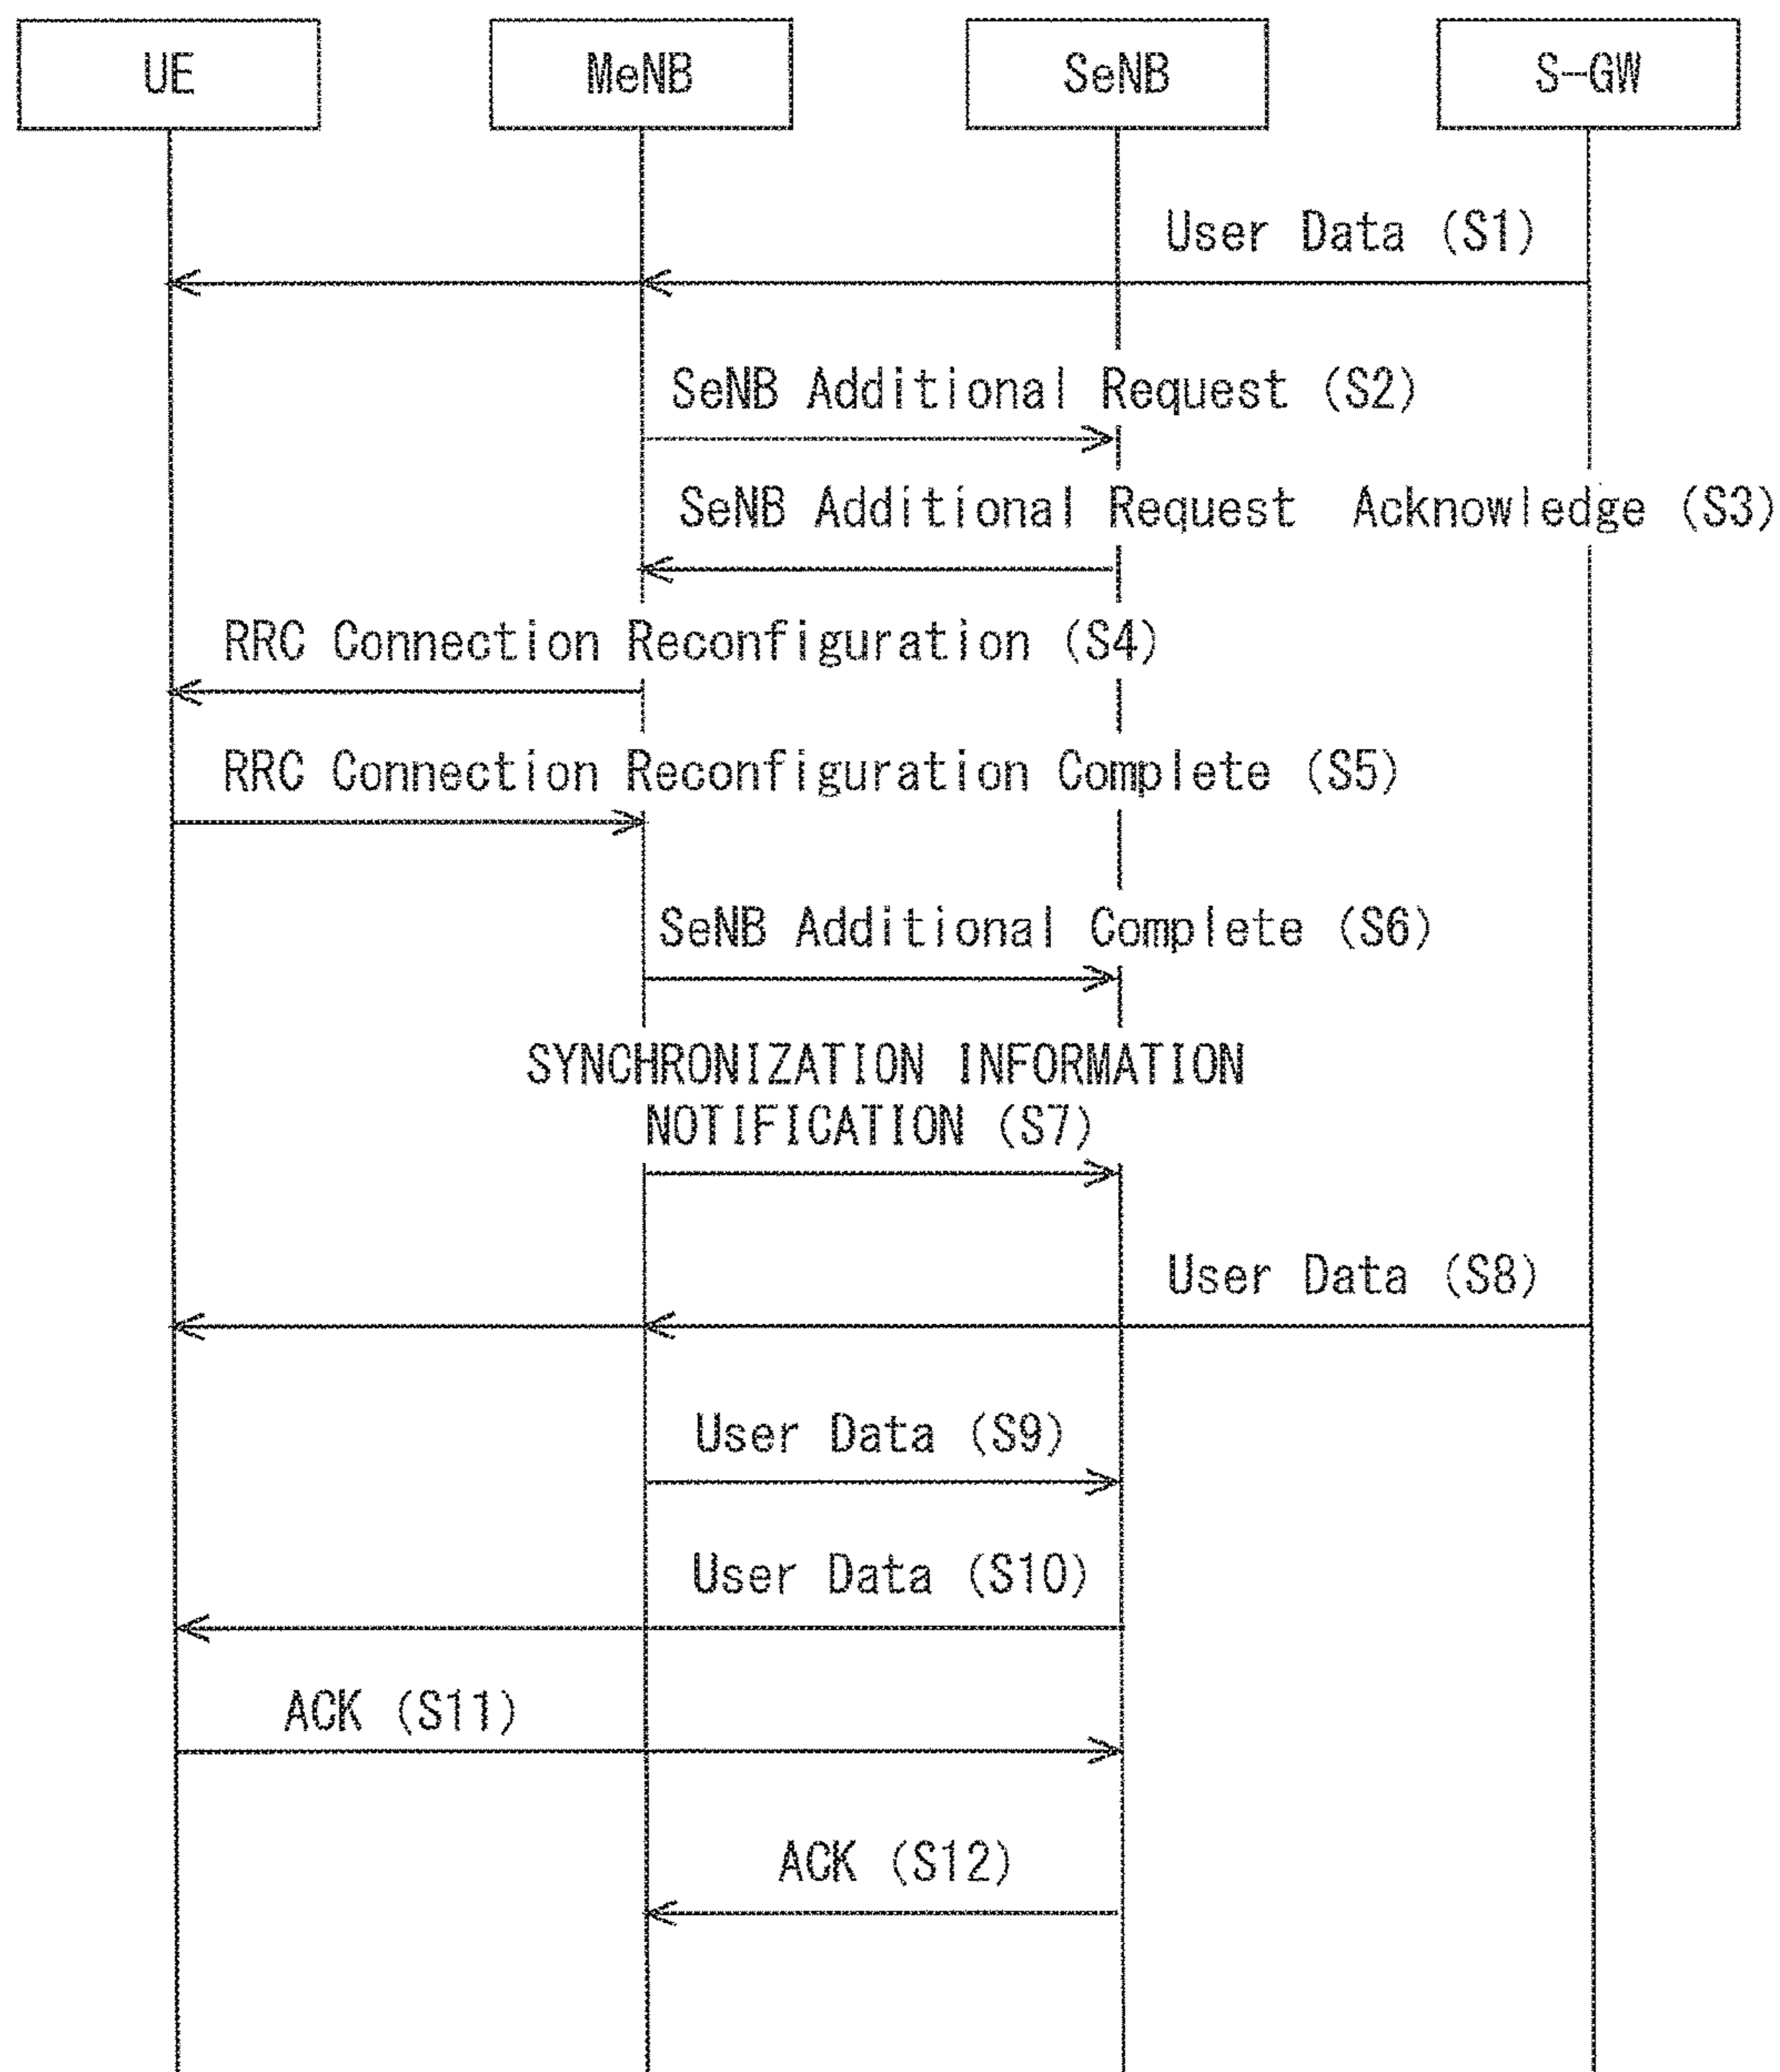 UE
MeNB
SeNB
S-GW
User Data (S1)
SeNB Additional Request (S2)
SeNB Additional Request Acknowledge (S3)
RRC Connection Reconfiguration (S4)
RRC Connection Reconfiguration Complete (S5)
SeNB Additional Complete (S6)
SYNCHRONIZATION INFORMATION
NOTIFICATION (S7)
User Data (S8)
User Data (S9)
User Data (S10)
ACK (S11)
ACK (S12)